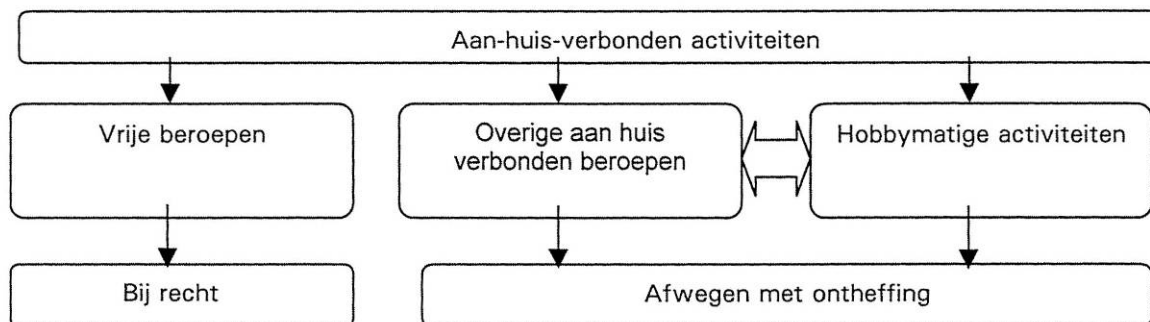 Aan-huis-verbonden activiteiten
Vrije beroepen
Overige aan huis
verbonden beroepen
Hobbymatige activiteiten
Bij recht
Afwegen met ontheffing